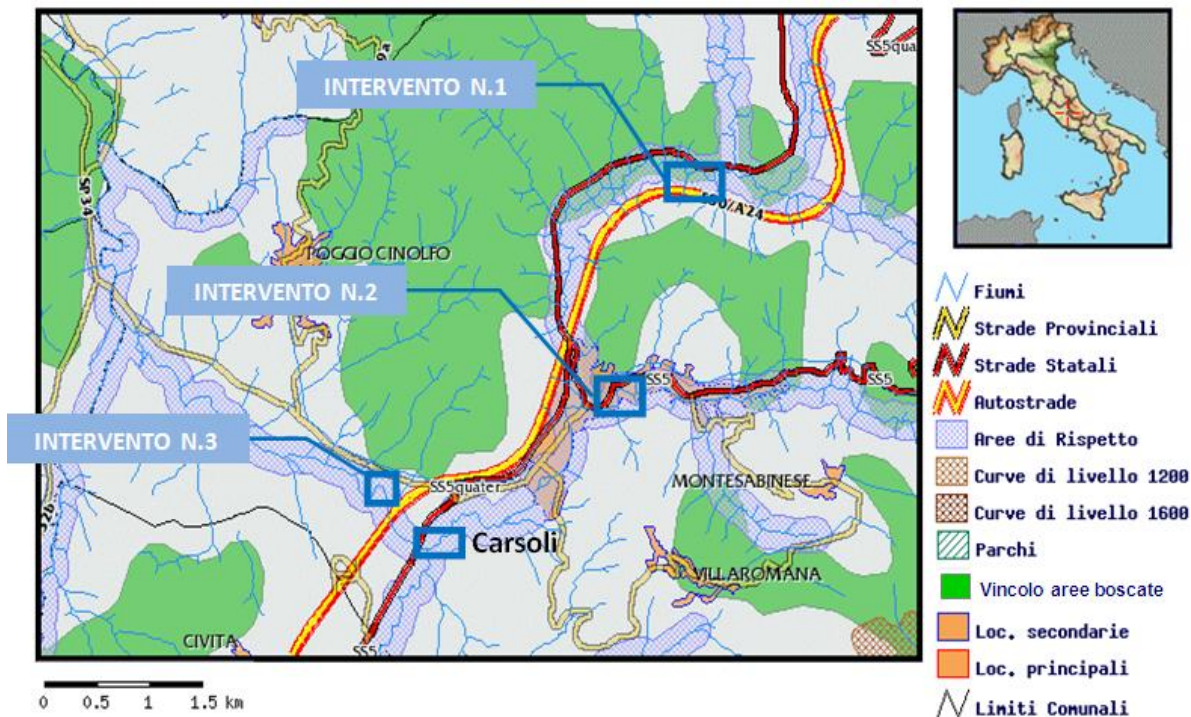 SS5qua
INTERVENTO N.1
SP34
E80/A24
POGGIO CINOLFO
INTERVENTO N.2
SS5
SS5
INTERVENTO N.3
SS5quater
MONTESABINESE
Carsoli
VILLAROMANA
CIVITA
SS5
0 0.5 1 1.5 km
Fiumi
Strade Provinciali
Strade Statali
Autostrade
Aree di Rispetto
Curve di livello 1200
Curve di livello 1600
Parchi
Vincolo aree boscate
Loc. secondarie
Loc. principali
Limiti Comunali